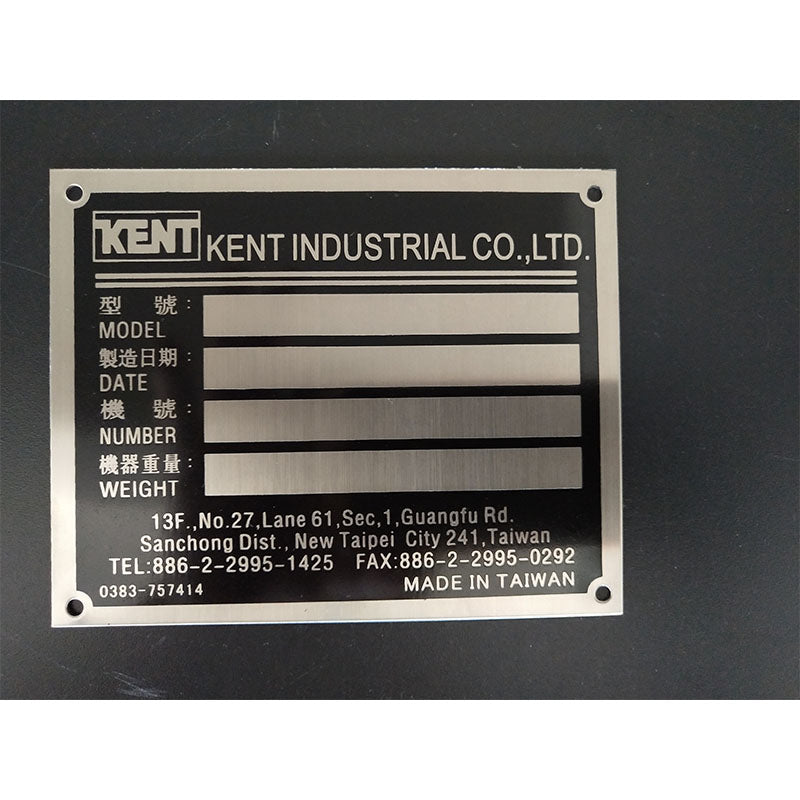 KENT KENT INDUSTRIAL CO.,LTD.
型 號:
MODEL
製造日期:
DATE
機 號:
NUMBER
機器重量:
WEIGHT
13F.,No.27,Lane 61,Sec,1,Guangfu Rd.
Sanchong Dist., New Taipei City 241,Taiwan
TEL:886-2-2995-1425 FAX:886-2-2995-0292
0383-757414 MADE IN TAIWAN